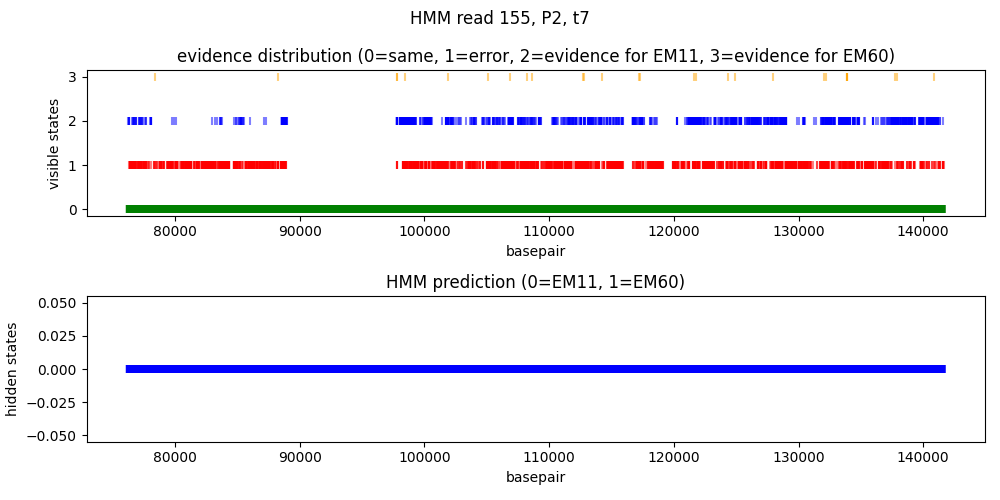 HMM read 155, P2, t7
evidence distribution (0=same, 1=error, 2=evidence for EM11, 3=evidence for EM60)
visible states
3
2
1
0
80000 90000 100000 110000 120000 130000 140000
basepair
HMM prediction (0=EM11, 1=EM60)
hidden states
0.050
0.025
0.000
−0.025
−0.050
80000 90000 100000 110000 120000 130000 140000
basepair